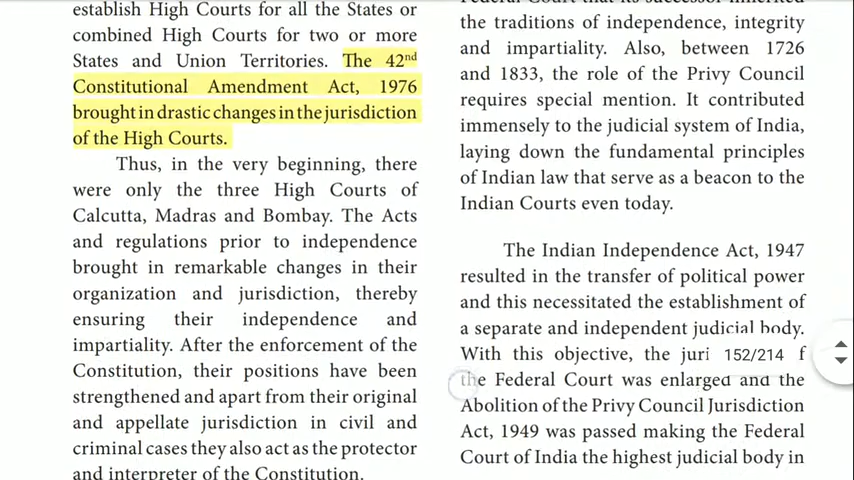 establish High Courts for all the States or
combined High Courts for two or more
States and Union Territories. The 42nd
Constitutional Amendment Act, 1976
brought in drastic changes in the jurisdiction
of the High Courts.
Thus, in the very beginning, there
were only the three High Courts of
Calcutta, Madras and Bombay. The Acts
and regulations prior to independence
brought in remarkable changes in their
organization and jurisdiction, thereby
ensuring their independence and
impartiality. After the enforcement of the
Constitution, their positions have been
strengthened and apart from their original
and appellate jurisdiction in civil and
criminal cases they also act as the protector
and interpreter of the Constitution.
Federal Court that its successor inherited
the traditions of independence, integrity
and impartiality. Also, between 1726
and 1833, the role of the Privy Council
requires special mention. It contributed
immensely to the judicial system of India,
laying down the fundamental principles
of Indian law that serve as a beacon to the
Indian Courts even today.
The Indian Independence Act, 1947
resulted in the transfer of political power
and this necessitated the establishment of
a separate and independent judicial body.
With this objective, the juri f
152/214
the Federal Court was enlarged and the
Abolition of the Privy Council Jurisdiction
Act, 1949 was passed making the Federal
Court of India the highest judicial body in